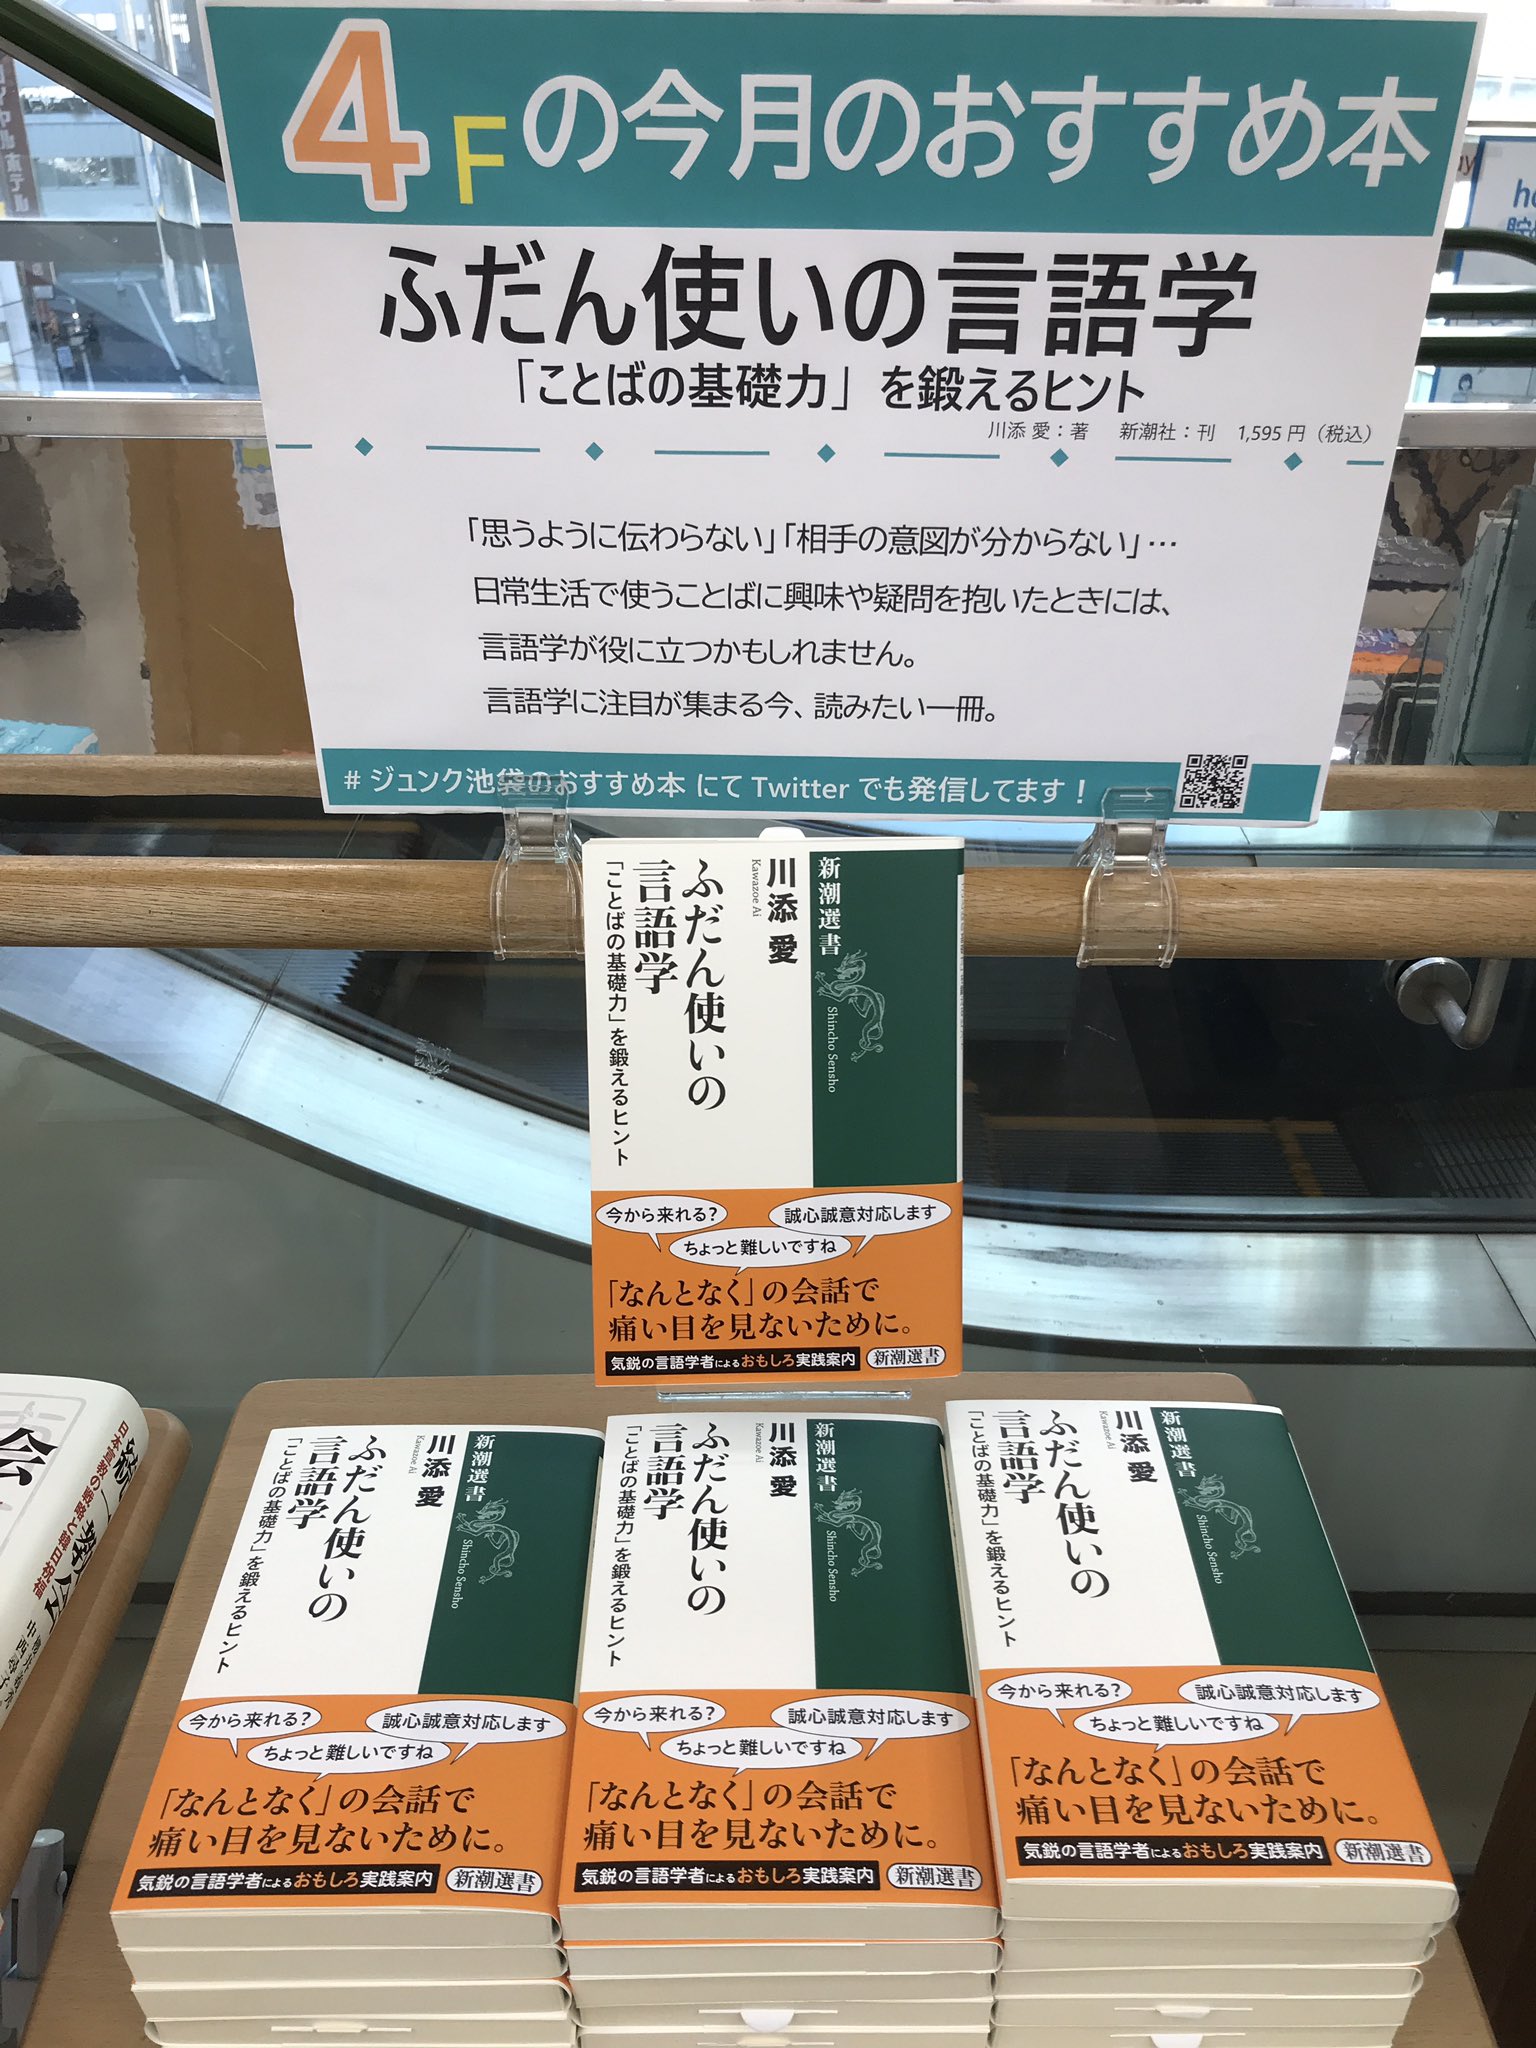 4Fの今月のおすすめ本
ふだん使いの言語学
「ことばの基礎力」を鍛えるヒント
川添 愛：著　新潮社：刊　1,595円（税込）
「思うように伝わらない」「相手の意図が分からない」…
日常生活で使うことばに興味や疑問を抱いたときには、
言語学が役に立つかもしれません。
言語学に注目が集まる今、読みたい一冊。
# ジュンク池袋のおすすめ本 にて Twitter でも発信してます！
新潮選書
Shincho Sensho
川添 愛
Kawazoe Ai
ふだん使いの
言語学
「ことばの基礎力」を鍛えるヒント
今から来れる？
誠心誠意対応します
ちょっと難しいですね
「なんとなく」の会話で
痛い目を見ないために。
気鋭の言語学者によるおもしろ実践案内
新潮選書
新潮選書
Shincho Sensho
川添 愛
Kawazoe Ai
ふだん使いの
言語学
「ことばの基礎力」を鍛えるヒント
今から来れる？
誠心誠意対応します
ちょっと難しいですね
「なんとなく」の会話で
痛い目を見ないために。
気鋭の言語学者によるおもしろ実践案内
新潮選書
新潮選書
Shincho Sensho
川添 愛
Kawazoe Ai
ふだん使いの
言語学
「ことばの基礎力」を鍛えるヒント
今から来れる？
誠心誠意対応します
ちょっと難しいですね
「なんとなく」の会話で
痛い目を見ないために。
気鋭の言語学者によるおもしろ実践案内
新潮選書
新潮選書
Shincho Sensho
川添 愛
Kawazoe Ai
ふだん使いの
言語学
「ことばの基礎力」を鍛えるヒント
今から来れる？
誠心誠意対応します
ちょっと難しいですね
「なんとなく」の会話で
痛い目を見ないために。
気鋭の言語学者によるおもしろ実践案内
新潮選書
会